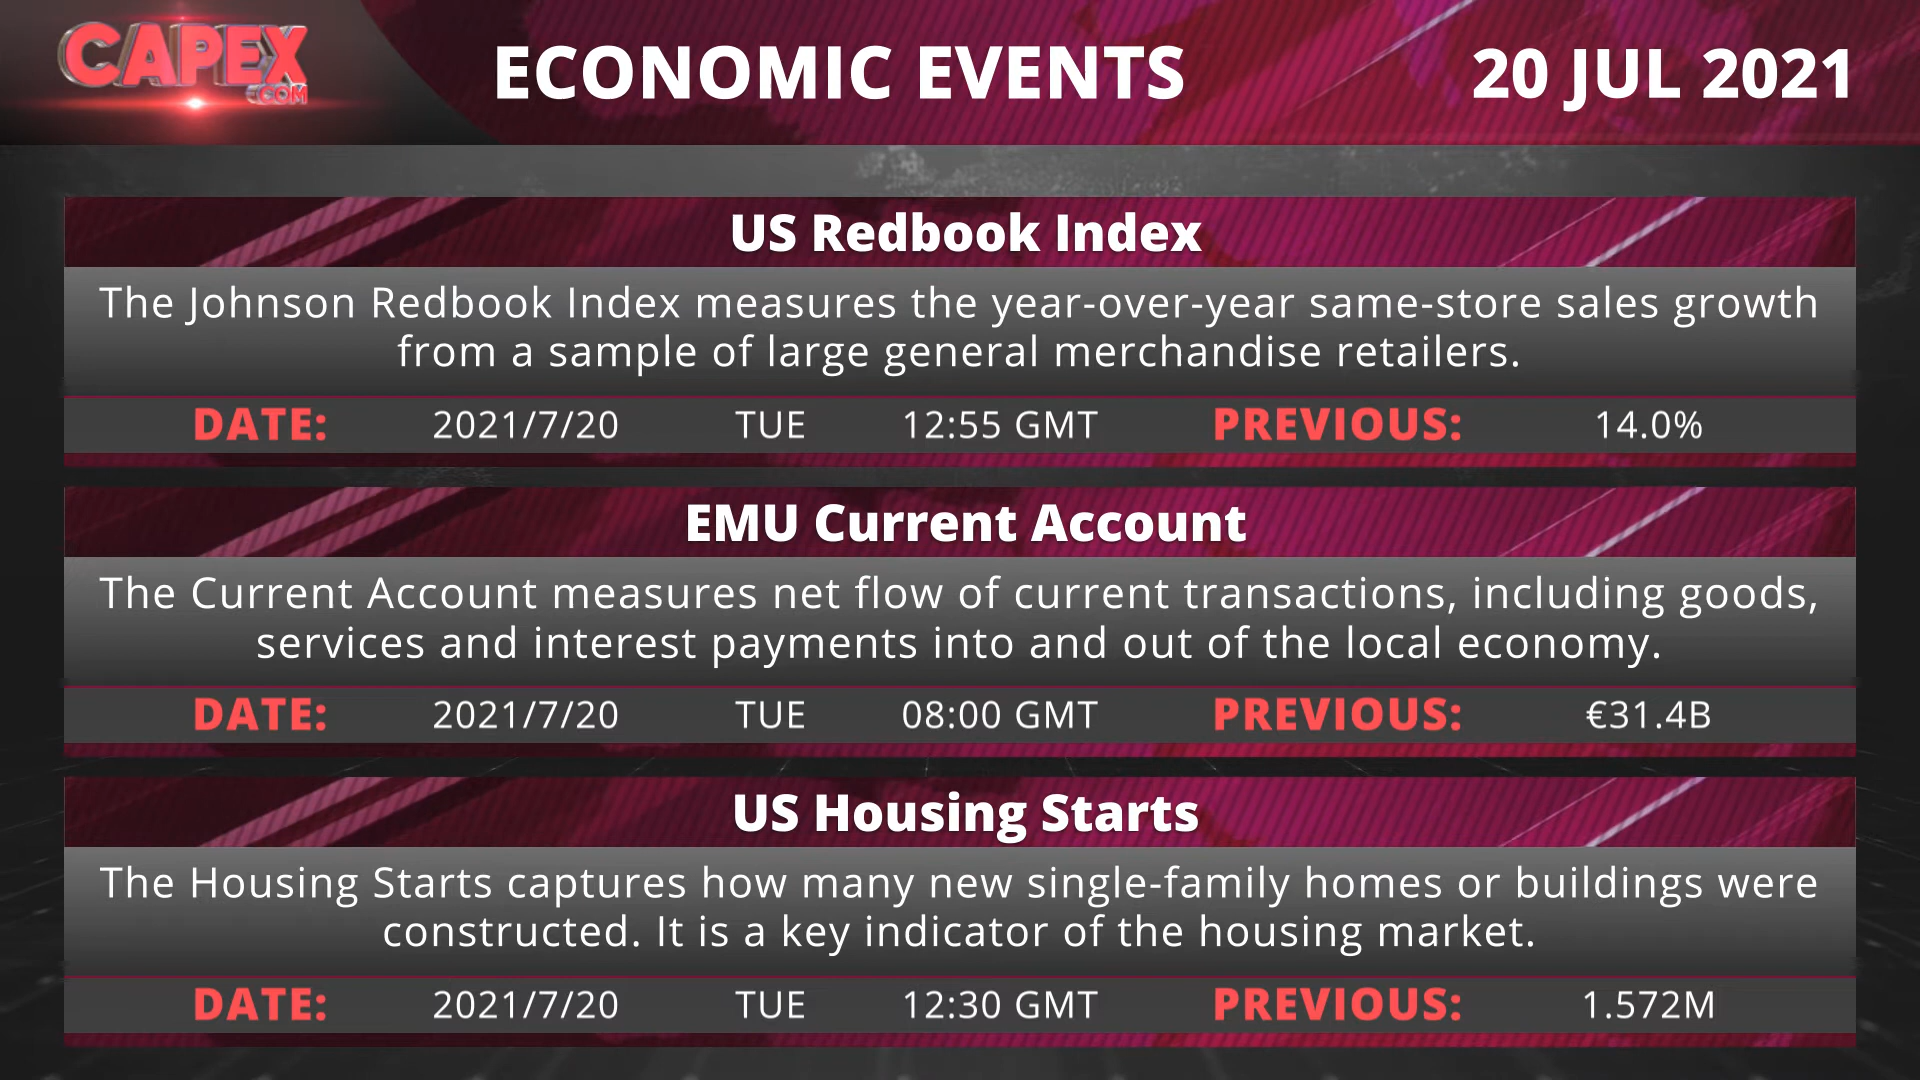 CAPEX
.COM
ECONOMIC EVENTS
20 JUL 2021
US Redbook Index
The Johnson Redbook Index measures the year-over-year same-store sales growth
from a sample of large general merchandise retailers.
DATE: 2021/7/20 TUE 12:55 GMT PREVIOUS: 14.0%
EMU Current Account
The Current Account measures net flow of current transactions, including goods,
services and interest payments into and out of the local economy.
DATE: 2021/7/20 TUE 08:00 GMT PREVIOUS: €31.4B
US Housing Starts
The Housing Starts captures how many new single-family homes or buildings were
constructed. It is a key indicator of the housing market.
DATE: 2021/7/20 TUE 12:30 GMT PREVIOUS: 1.572M